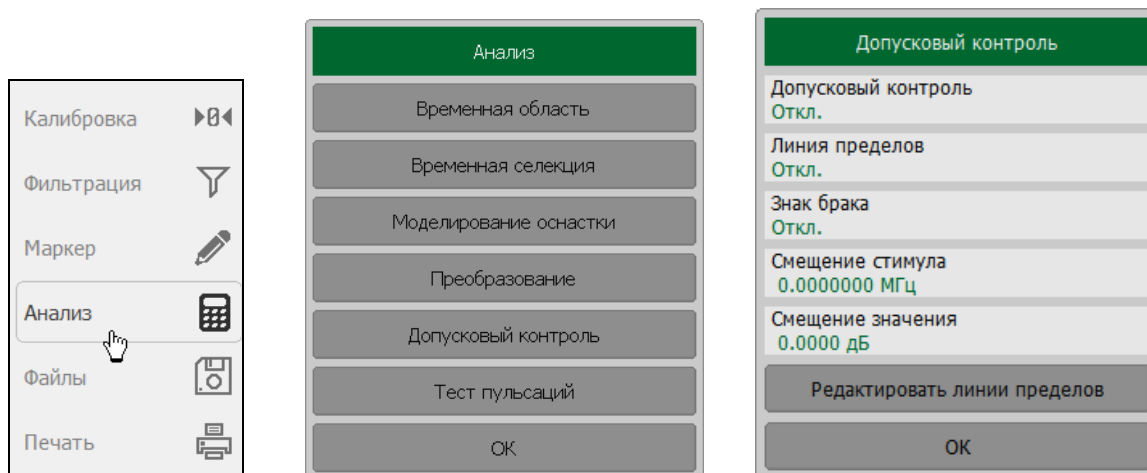 Калибровка
Фильтрация
Маркер
Анализ
Файлы
Печать
Анализ
Временная область
Временная селекция
Моделирование оснастки
Преобразование
Допусковый контроль
Тест пульсаций
ОК
Допусковый контроль
Допусковый контроль
Откл.
Линия пределов
Откл.
Знак брака
Откл.
Смещение стимула
0.0000000 МГц
Смещение значения
0.0000 дБ
Редактировать линии пределов
ОК